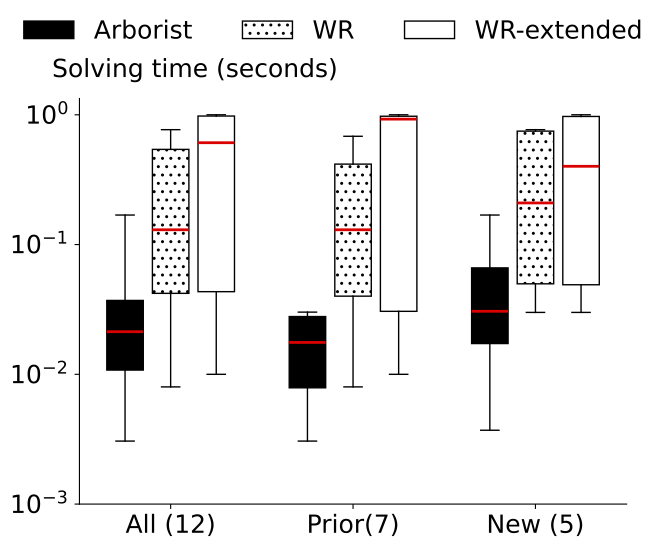 Arborist WR WR-extended
Solving time (seconds)
10⁰
10⁻¹
10⁻²
10⁻³
All (12) Prior(7) New (5)